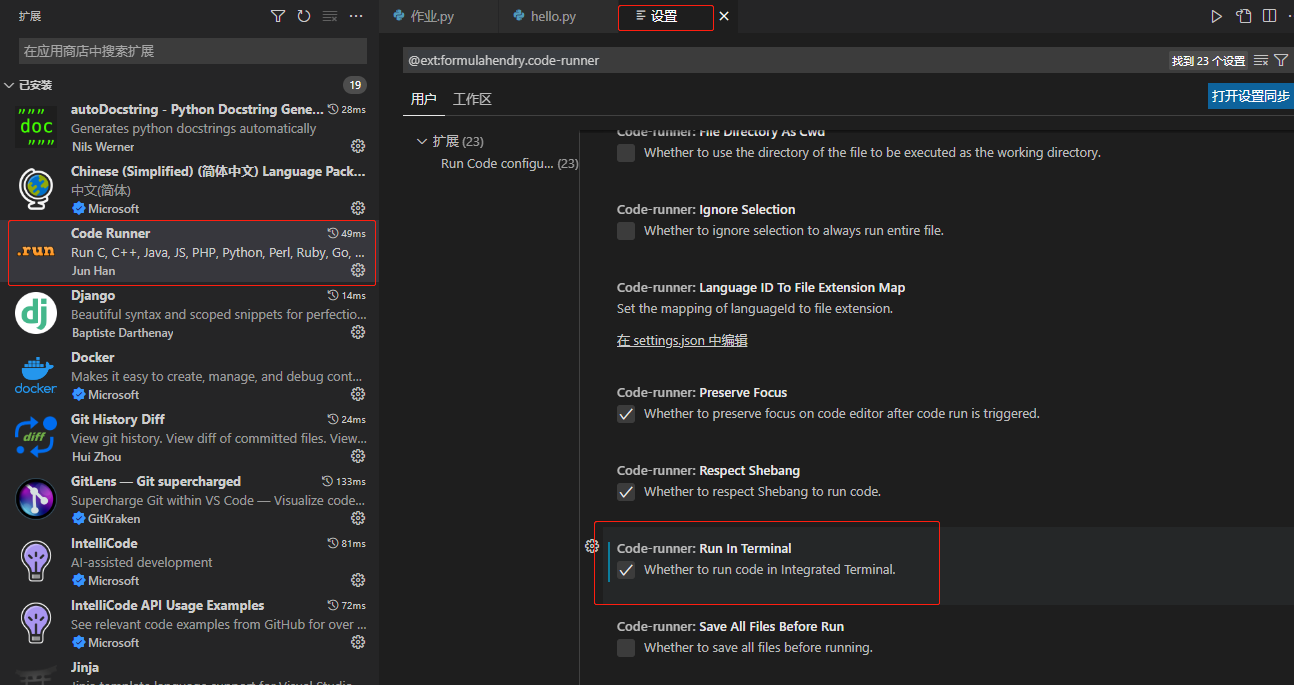 扩展
在应用商店中搜索扩展
已安装
19
autoDocstring - Python Docstring Gene...
28ms
Generates python docstrings automatically
Nils Werner
Chinese (Simplified) (简体中文) Language Pack...
中文(简体)
Microsoft
.run
Code Runner
49ms
Run C, C++, Java, JS, PHP, Python, Perl, Ruby, Go, ...
Jun Han
dj
Django
14ms
Beautiful syntax and scoped snippets for perfectio...
Baptiste Darthenay
docker
Docker
Makes it easy to create, manage, and debug cont...
Microsoft
diff
Git History Diff
24ms
View git history. View diff of committed files. View...
Hui Zhou
GitLens — Git supercharged
133ms
Supercharge Git within VS Code — Visualize code...
GitKraken
IntelliCode
81ms
AI-assisted development
Microsoft
IntelliCode API Usage Examples
72ms
See relevant code examples from GitHub for over ...
Microsoft
Jinja
Jinja template language support for Visual Studio
"""
doc
"""
作业.py
hello.py
设置
@ext:formulahendry.code-runner
找到 23 个设置
用户
工作区
打开设置同步
扩展 (23)
Run Code configu... (23)
Code-runner: File Directory As Cwd
Whether to use the directory of the file to be executed as the working directory.
Code-runner: Ignore Selection
Whether to ignore selection to always run entire file.
Code-runner: Language ID To File Extension Map
Set the mapping of languageId to file extension.
在 settings.json 中编辑
Code-runner: Preserve Focus
Whether to preserve focus on code editor after code run is triggered.
Code-runner: Respect Shebang
Whether to respect Shebang to run code.
Code-runner: Run In Terminal
Whether to run code in Integrated Terminal.
Code-runner: Save All Files Before Run
Whether to save all files before running.